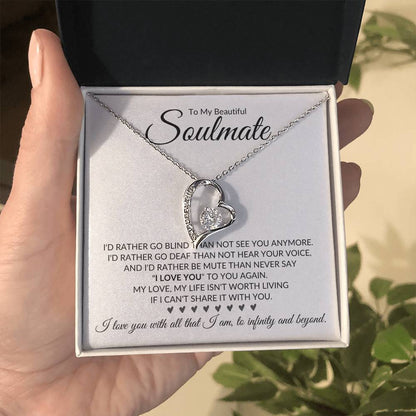 To My Beautiful
Soulmate
I'D RATHER GO BLIND THAN NOT SEE YOU ANYMORE.
I'D RATHER GO DEAF THAN NOT HEAR YOUR VOICE,
AND I'D RATHER BE MUTE THAN NEVER SAY
"I LOVE YOU" TO YOU AGAIN.
MY LOVE, MY LIFE ISN'T WORTH LIVING
IF I CAN'T SHARE IT WITH YOU.
I love you with all that I am, to infinity and beyond.